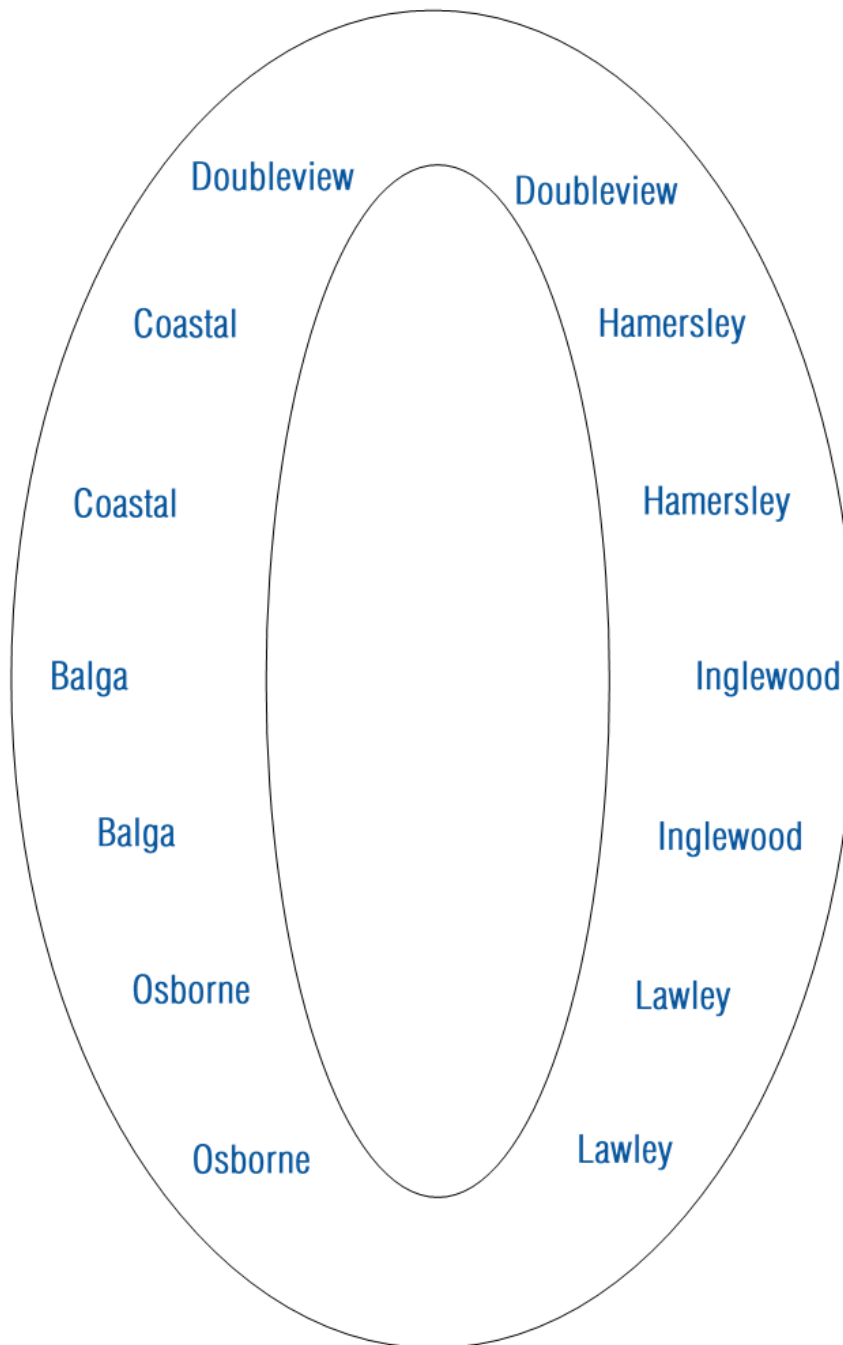 Doubleview
Doubleview
Coastal
Hamersley
Coastal
Hamersley
Balga
Inglewood
Balga
Inglewood
Osborne
Lawley
Osborne
Lawley